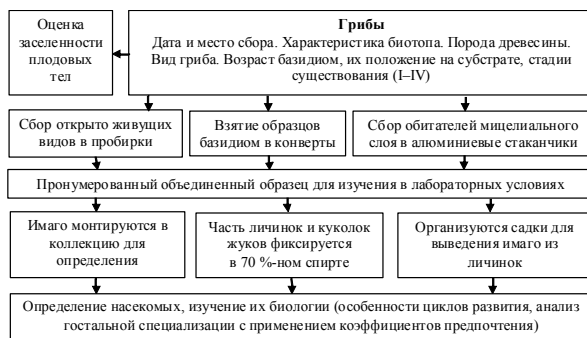 Оценка
заселенности
плодовых
тел
Грибы
Дата и место сбора. Характеристика биотопа. Порода древесины.
Вид гриба. Возраст базидиом, их положение на субстрате, стадии
существования (I–IV)
Сбор открыто живущих
видов в пробирки
Взятие образцов
базидиом в конверты
Сбор обитателей мицелиального
слоя в алюминиевые стаканчики
Пронумерованный объединенный образец для изучения в лабораторных условиях
Имаго монтируются в
коллекцию для
определения
Часть личинок и куколок
жуков фиксируется
в 70 %-ном спирте
Организуются садки для
выведения имаго из
личинок
Определение насекомых, изучение их биологии (особенности циклов развития, анализ
гостальной специализации с применением коэффициентов предпочтения)